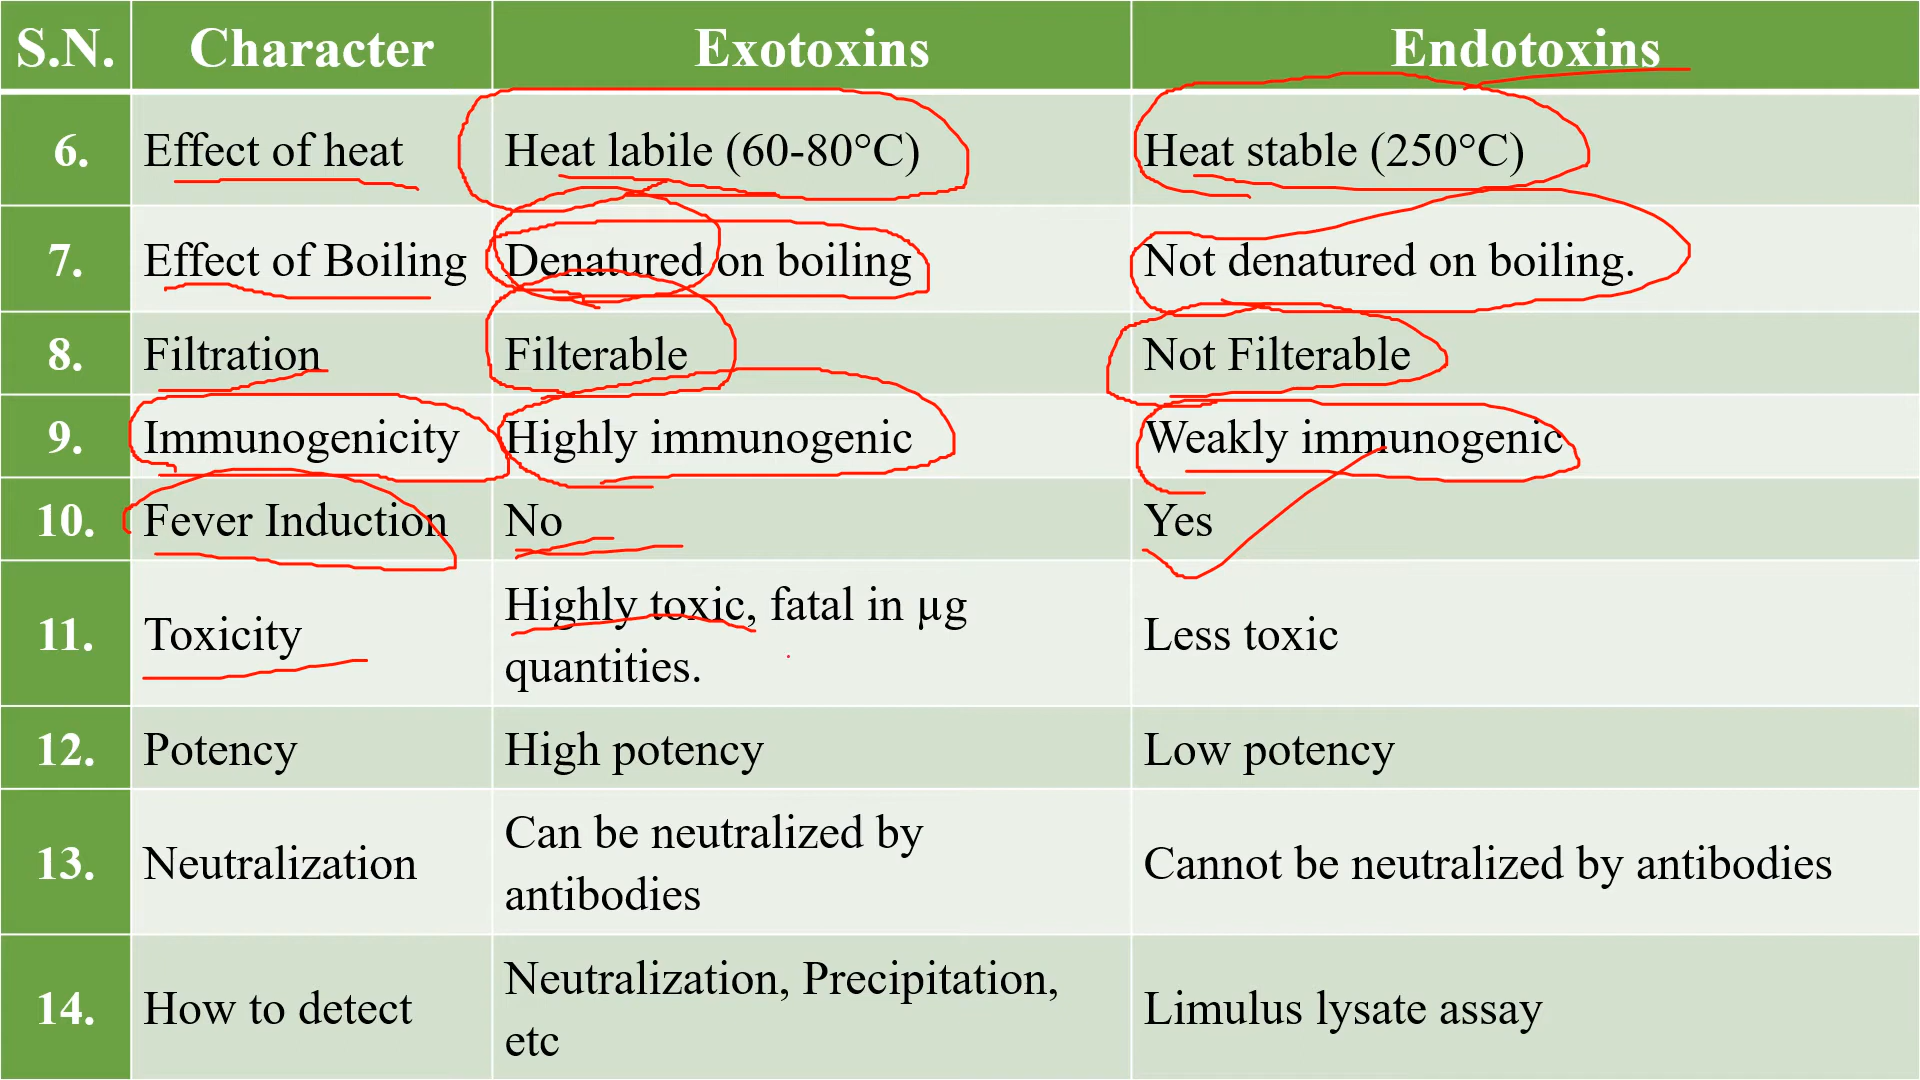 S.N. Character Exotoxins Endotoxins
6. Effect of heat Heat labile (60-80°C) Heat stable (250°C)
7. Effect of Boiling Denatured on boiling Not denatured on boiling.
8. Filtration Filterable Not Filterable
9. Immunogenicity Highly immunogenic Weakly immunogenic
10. Fever Induction No Yes
11. Toxicity Highly toxic, fatal in µg
quantities. Less toxic
12. Potency High potency Low potency
13. Neutralization Can be neutralized by
antibodies Cannot be neutralized by antibodies
14. How to detect Neutralization, Precipitation,
etc Limulus lysate assay